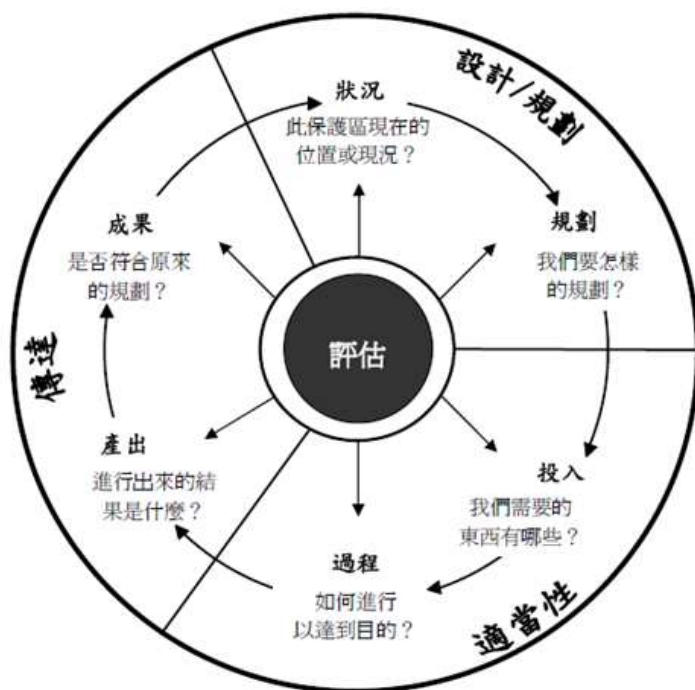 設計/規劃
狀況
此保護區現在的
位置或現況？
規劃
我們要怎樣
的規劃？
適當性
投入
我們需要的
東西有哪些？
過程
如何進行
以達到目的？
傳達
產出
進行出來的結
果是什麼？
成果
是否符合原來
的規劃？
評估